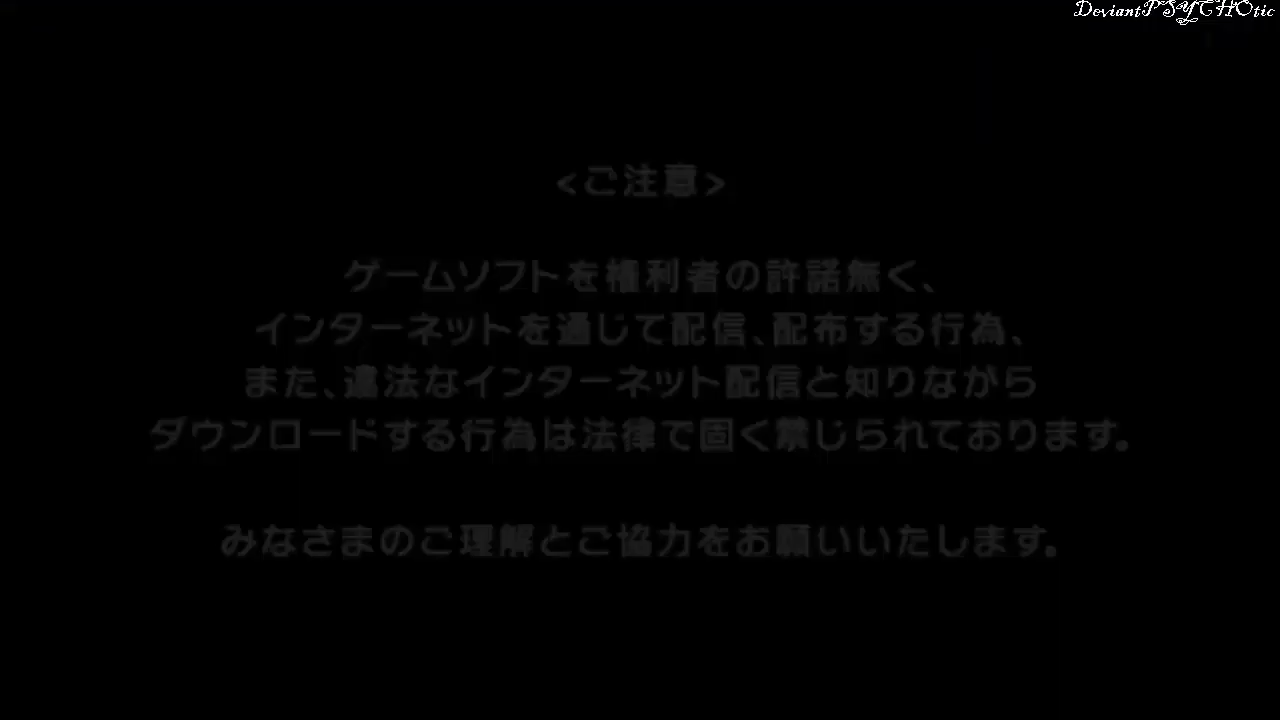 DeviantPSYCHOtic
<ご注意>
ゲームソフトを権利者の許諾無く、
インターネットを通じて配信、配布する行為、
また、違法なインターネット配信と知りながら
ダウンロードする行為は法律で固く禁じられております。
みなさまのご理解とご協力をお願いいたします。